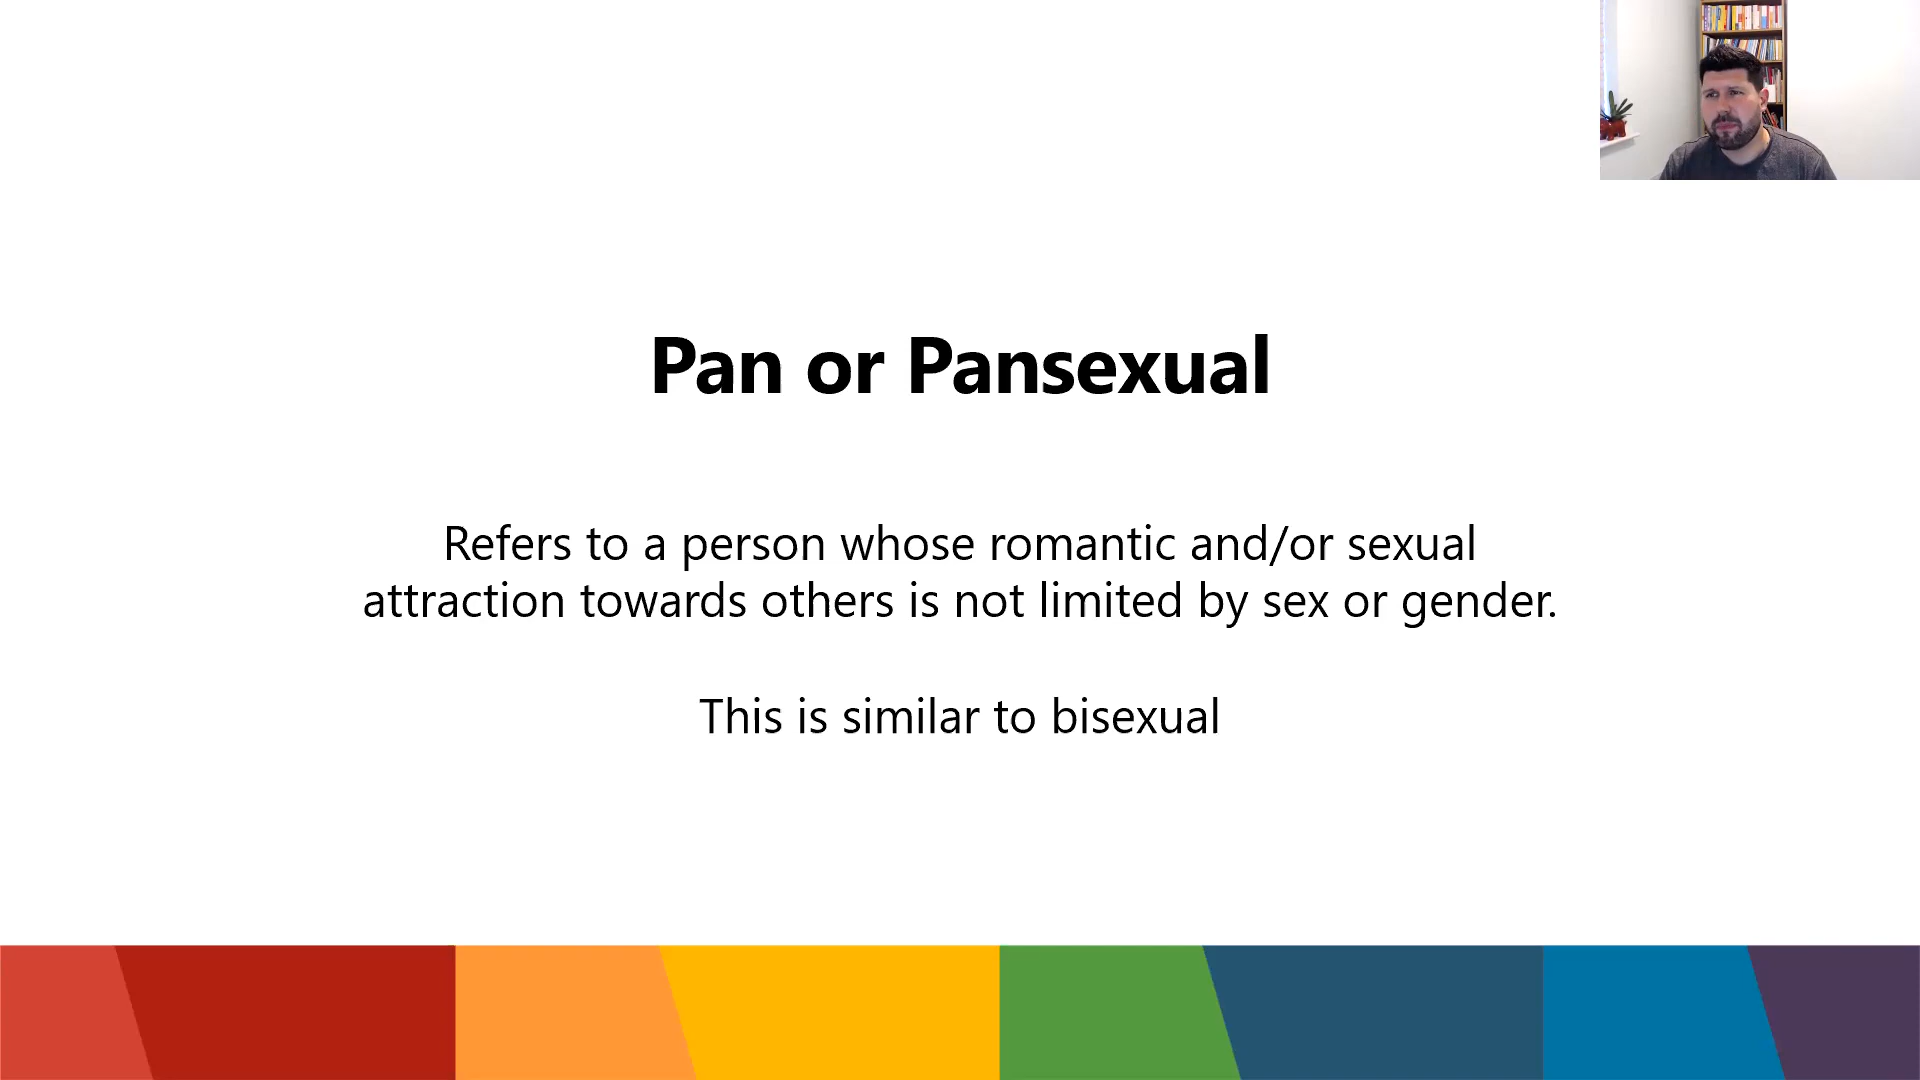 Pan or Pansexual
Refers to a person whose romantic and/or sexual
attraction towards others is not limited by sex or gender.
This is similar to bisexual